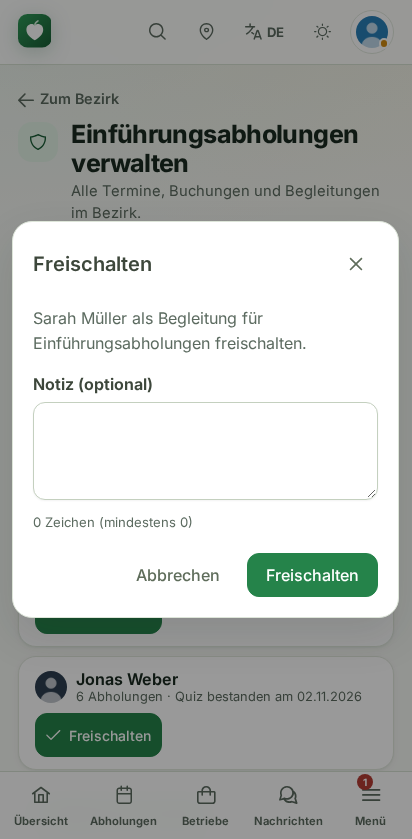 DE
Zum Bezirk
Einführungsabholungen
verwalten
Alle Termine, Buchungen und Begleitungen
im Bezirk.
Freischalten
Sarah Müller als Begleitung für
Einführungsabholungen freischalten.
Notiz (optional)
0 Zeichen (mindestens 0)
Abbrechen
Freischalten
Jonas Weber
6 Abholungen · Quiz bestanden am 02.11.2026
Freischalten
1
Übersicht
Abholungen
Betriebe
Nachrichten
Menü